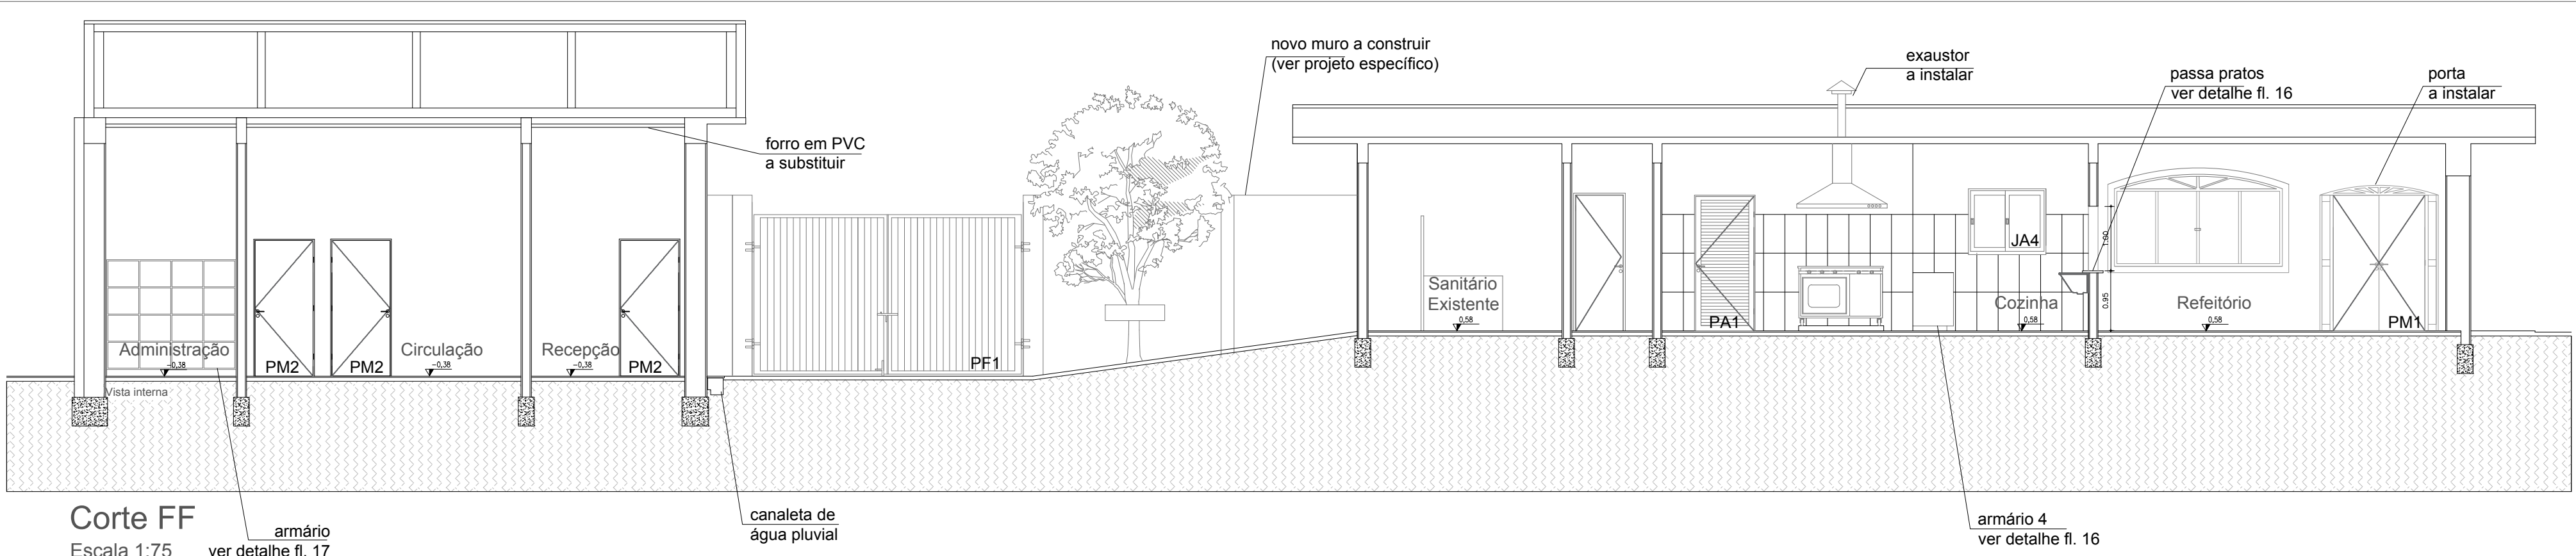 novo muro a construir
(ver projeto específico)
exaustor
a instalar
passa pratos
ver detalhe fl. 16
porta
a instalar
forro em PVC
a substituir
JA4
1.00
0.95
Sanitário
Existente
0,58
PA1
Cozinha
0,58
Refeitório
0,58
PM1
Administração
-0,38
PM2
PM2
Circulação
-0,38
Recepção
-0,38
PM2
PF1
Vista interna
Corte FF
Escala 1:75
armário
ver detalhe fl. 17
canaleta de
água pluvial
armário 4
ver detalhe fl. 16